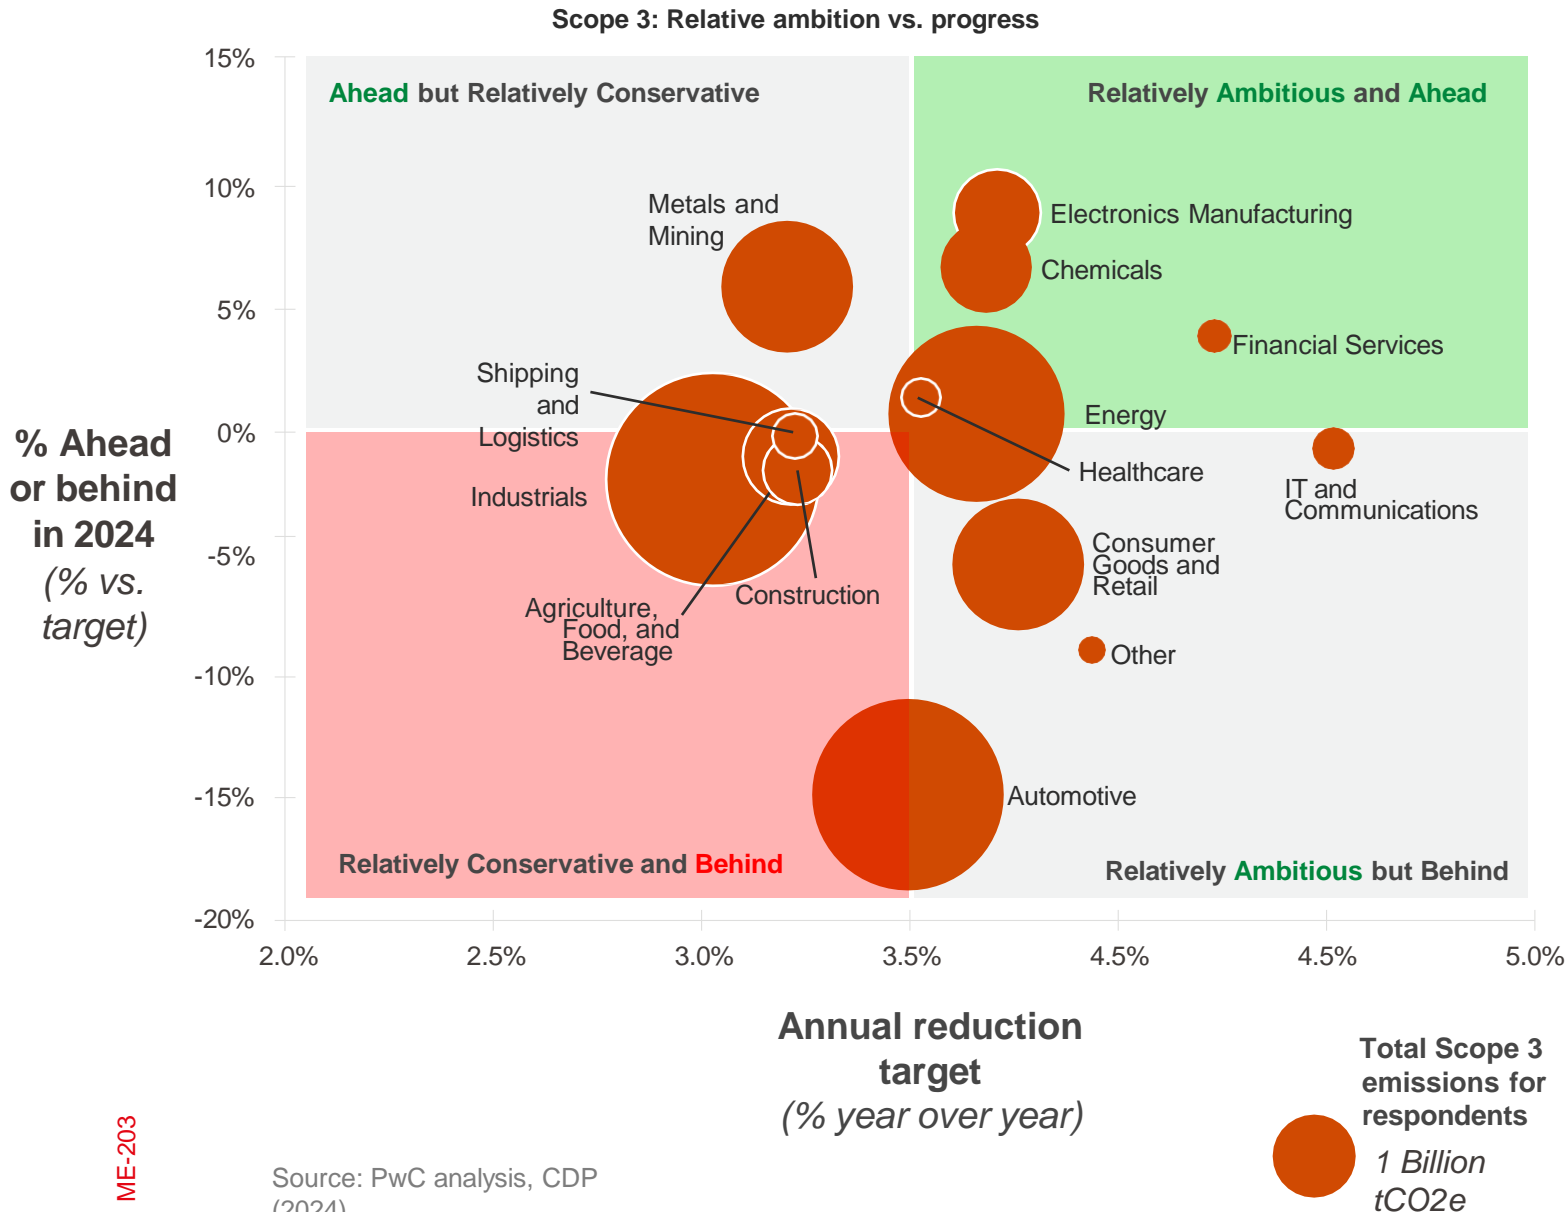 Scope 3: Relative ambition vs. progress
15%
10%
5%
0%
-5%
-10%
-15%
-20%
Ahead but Relatively Conservative
Relatively Ambitious and Ahead
Metals and
Mining
Electronics Manufacturing
Chemicals
Financial Services
Shipping
and
Logistics
Energy
Healthcare
Industrials
IT and
Communications
Consumer
Goods and
Retail
Construction
Agriculture,
Food, and
Beverage
Other
Automotive
Relatively Conservative and Behind
Relatively Ambitious but Behind
% Ahead
or behind
in 2024
(% vs.
target)
2.0%
2.5%
3.0%
3.5%
4.5%
4.5%
5.0%
Annual reduction
target
(% year over year)
Total Scope 3
emissions for
respondents
1 Billion
tCO2e
ME-203
Source: PwC analysis, CDP
(2024)